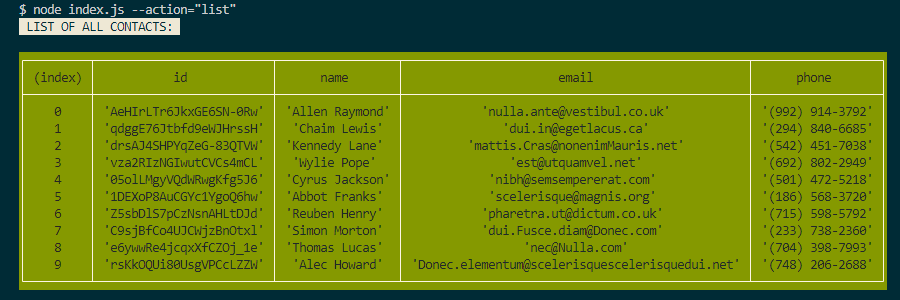 $ node index.js --action="list"
LIST OF ALL CONTACTS:
(index) id name email phone
0 'AeHIrLTr6JkxGE6SN-0Rw' 'Allen Raymond' 'nulla.ante@vestibul.co.uk' '(992) 914-3792'
1 'qdggE76Jtbfd9eWJHrssH' 'Chaim Lewis' 'dui.in@egetlacus.ca' '(294) 840-6685'
2 'drsAJ4SHPYqZeG-83QTVW' 'Kennedy Lane' 'mattis.Cras@nonenimMauris.net' '(542) 451-7038'
3 'vza2RIzNGIwutCVCs4mCL' 'Wylie Pope' 'est@utquamvel.net' '(692) 802-2949'
4 '05olLMgyVQdWRwgKfg5J6' 'Cyrus Jackson' 'nibh@semsempererat.com' '(501) 472-5218'
5 '1DEXoP8AuCGYc1YgoQ6hw' 'Abbot Franks' 'scelerisque@magnis.org' '(186) 568-3720'
6 'Z5sbDlS7pCzNsnAHLtDJd' 'Reuben Henry' 'pharetra.ut@dictum.co.uk' '(715) 598-5792'
7 'C9sjBfCo4UJCWjzBnOtxl' 'Simon Morton' 'dui.Fusce.diam@Donec.com' '(233) 738-2360'
8 'e6ywwRe4jcqxXfCZOj_1e' 'Thomas Lucas' 'nec@Nulla.com' '(704) 398-7993'
9 'rsKkOQUi80UsgVPCcLZZW' 'Alec Howard' 'Donec.elementum@scelerisquescelerisquedui.net' '(748) 206-2688'